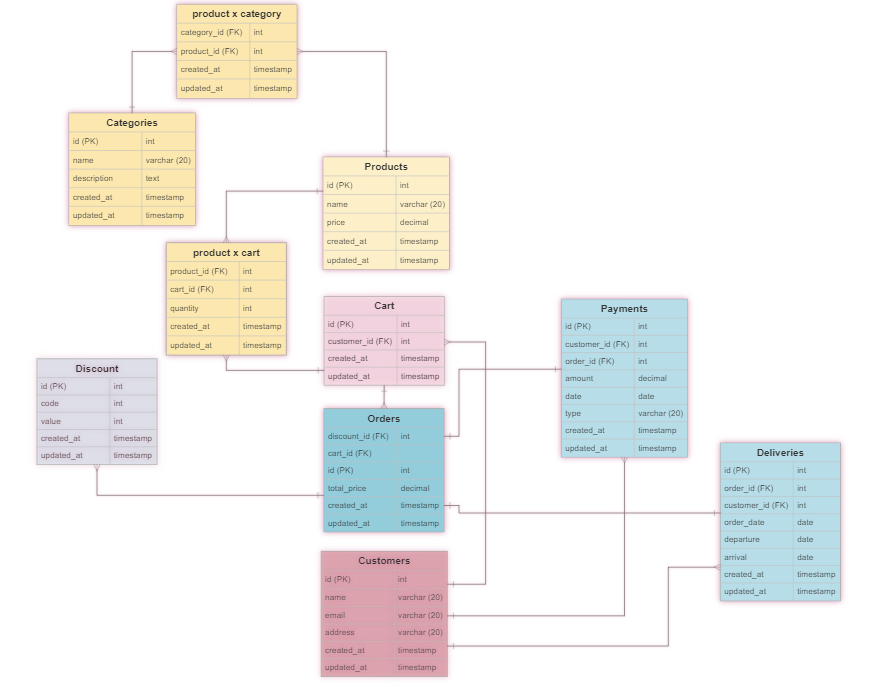 product x category
category_id (FK) int
product_id (FK) int
created_at timestamp
updated_at timestamp
Categories
id (PK) int
name varchar (20)
description text
created_at timestamp
updated_at timestamp
Products
id (PK) int
name varchar (20)
price decimal
created_at timestamp
updated_at timestamp
product x cart
product_id (FK) int
cart_id (FK) int
quantity int
created_at timestamp
updated_at timestamp
Cart
id (PK) int
customer_id (FK) int
created_at timestamp
updated_at timestamp
Payments
id (PK) int
customer_id (FK) int
order_id (FK) int
amount decimal
date date
type varchar (20)
created_at timestamp
updated_at timestamp
Discount
id (PK) int
code int
value int
created_at timestamp
updated_at timestamp
Orders
discount_id (FK) int
cart_id (FK)
id (PK) int
total_price decimal
created_at timestamp
updated_at timestamp
Deliveries
id (PK) int
order_id (FK) int
customer_id (FK) int
order_date date
departure date
arrival date
created_at timestamp
updated_at timestamp
Customers
id (PK) int
name varchar (20)
email varchar (20)
address varchar (20)
created_at timestamp
updated_at timestamp